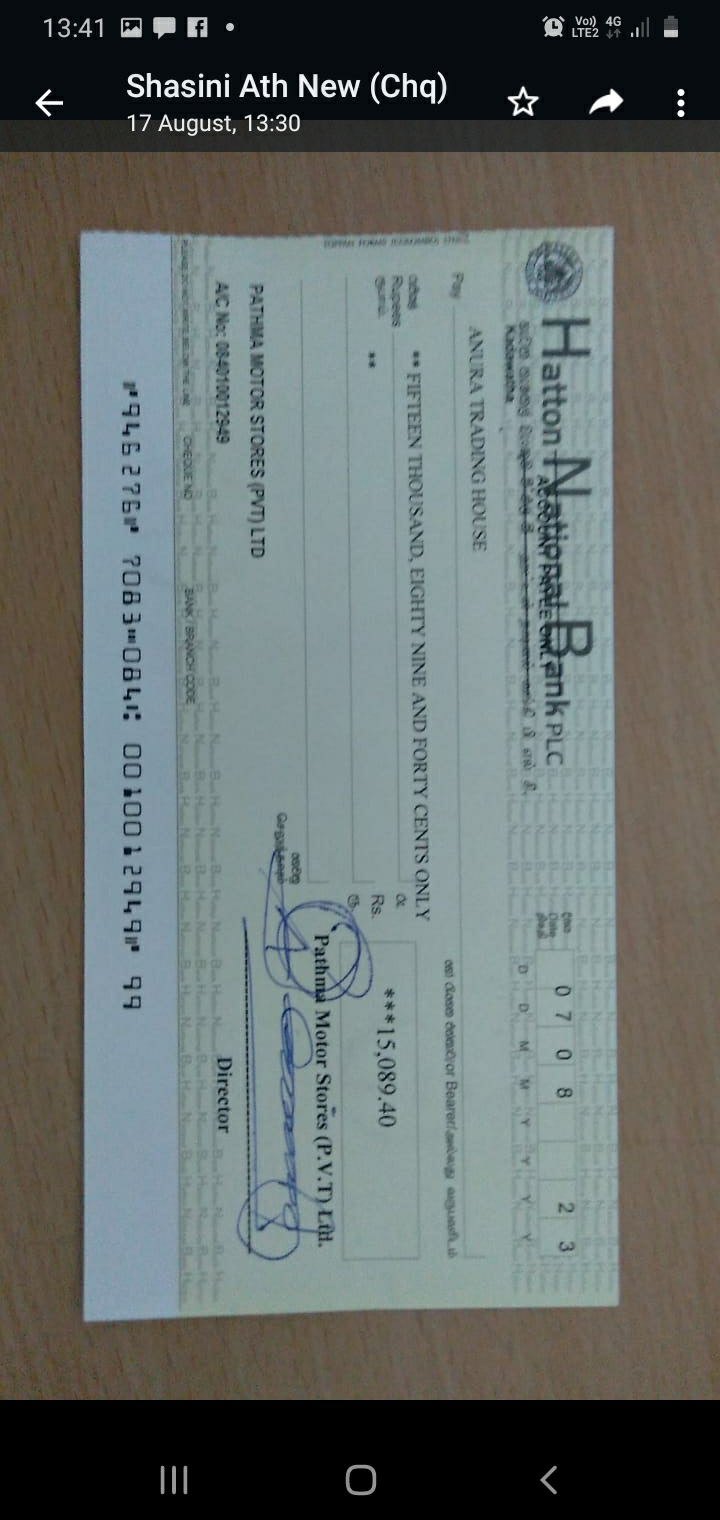 13:41
Vo)) 4G
LTE2
Shasini Ath New (Chq)
17 August, 13:30
Hatton National Bank PLC
ACCOUNT PAYEE ONLY
Kadawatha
0 7 0 8 2 3
D D M M Y Y Y Y
Pay
ANURA TRADING HOUSE
or Bearer
Rupees
** FIFTEEN THOUSAND, EIGHTY NINE AND FORTY CENTS ONLY
**
රු.
Rs.
ரூ.
***15,089.40
PATHMA MOTOR STORES (PVT) LTD
A/C No: 084010012949
Pathma Motor Stores (P.V.T) Ltd.
Director
CHEQUE NO BANK / BRANCH CODE
⑈946276⑈ 7083⑉084⑆ 0010012949⑈ 99